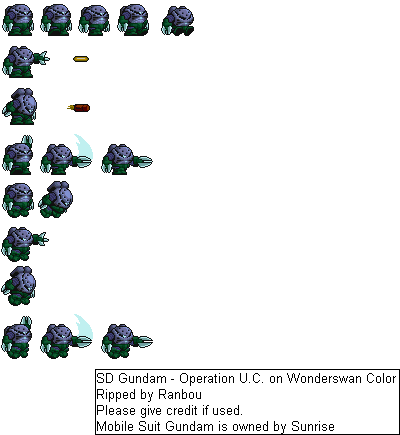 SD Gundam - Operation U.C. on Wonderswan Color
Ripped by Ranbou
Please give credit if used.
Mobile Suit Gundam is owned by Sunrise